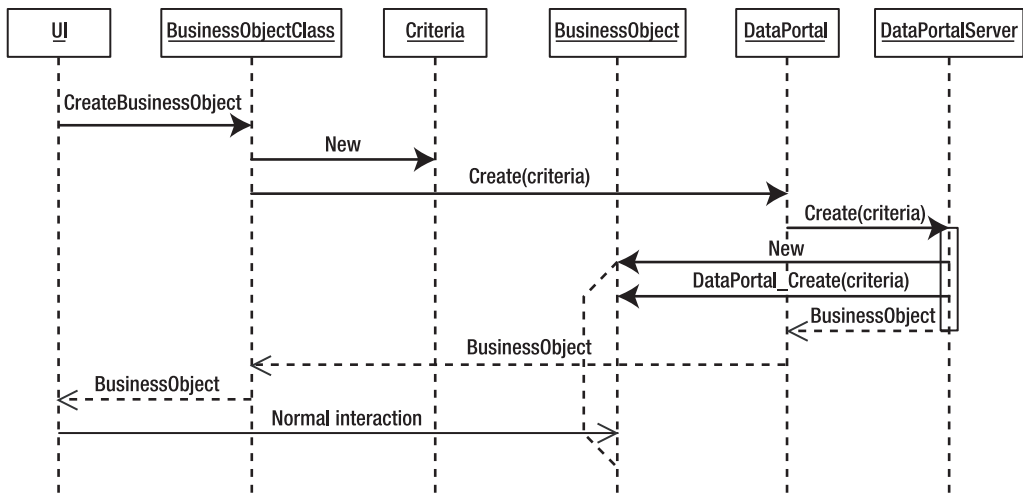 UI
BusinessObjectClass
Criteria
BusinessObject
DataPortal
DataPortalServer
CreateBusinessObject
New
Create(criteria)
Create(criteria)
New
DataPortal_Create(criteria)
BusinessObject
BusinessObject
BusinessObject
Normal interaction